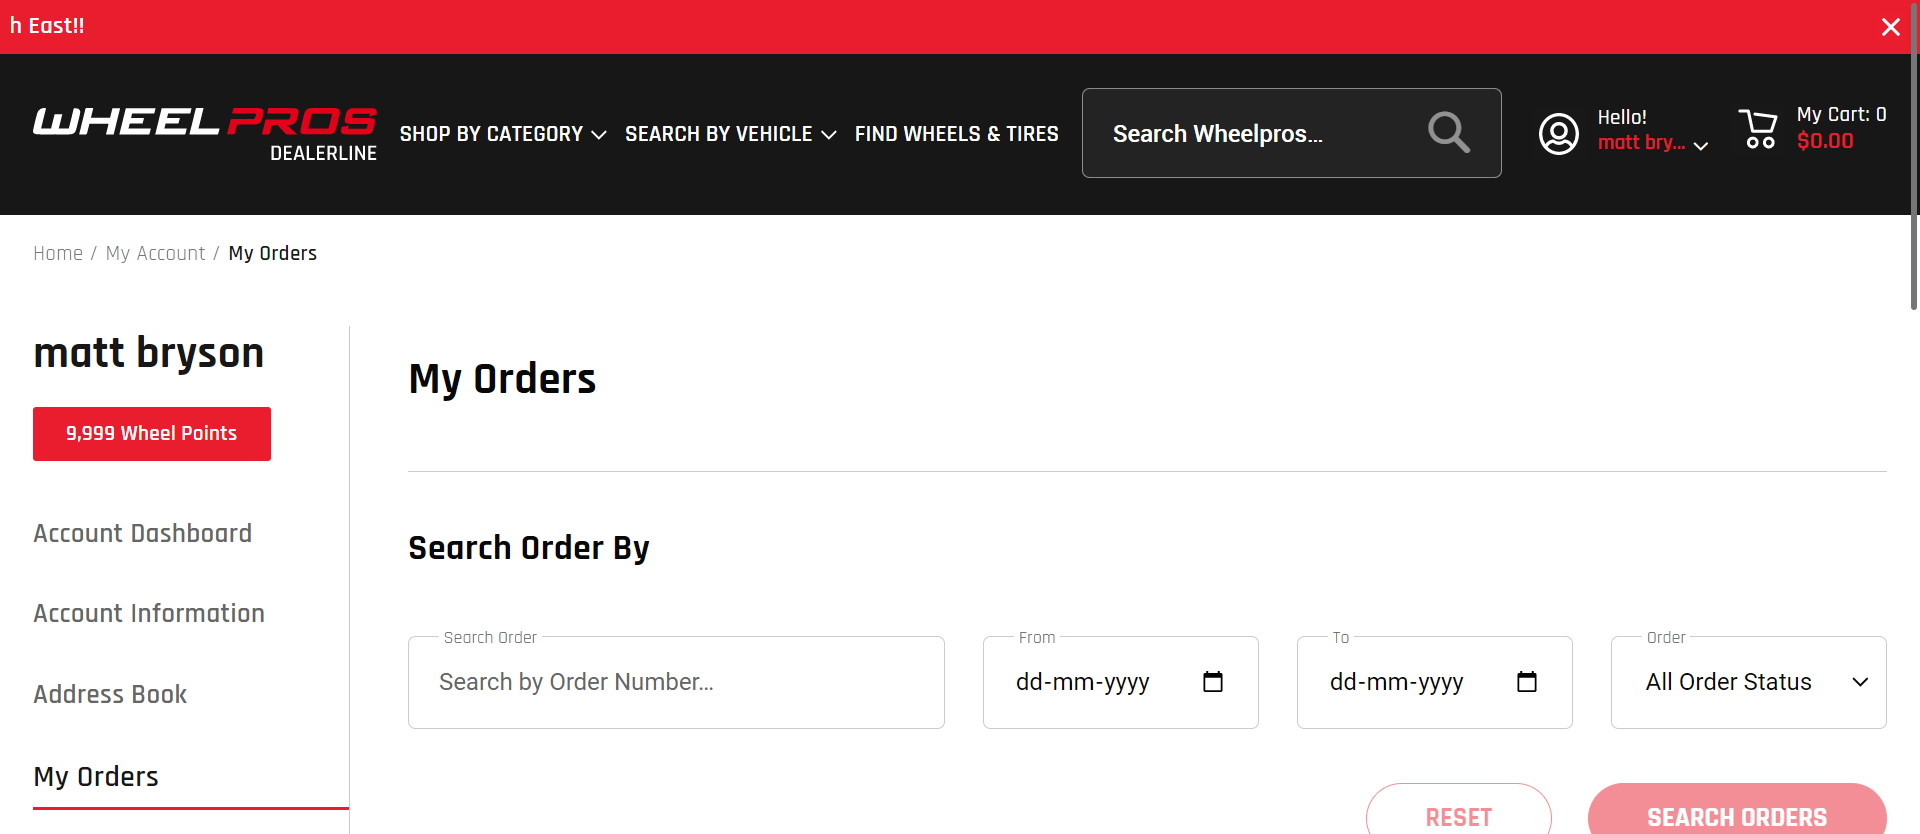 h East!!
WHEEL PROS
DEALERLINE
SHOP BY CATEGORY
SEARCH BY VEHICLE
FIND WHEELS & TIRES
Search Wheelpros...
Hello!
matt bry...
My Cart: 0
$0.00
Home / My Account / My Orders
matt bryson
9,999 Wheel Points
Account Dashboard
Account Information
Address Book
My Orders
My Orders
Search Order By
Search Order
Search by Order Number...
From
dd-mm-yyyy
To
dd-mm-yyyy
Order
All Order Status
RESET
SEARCH ORDERS